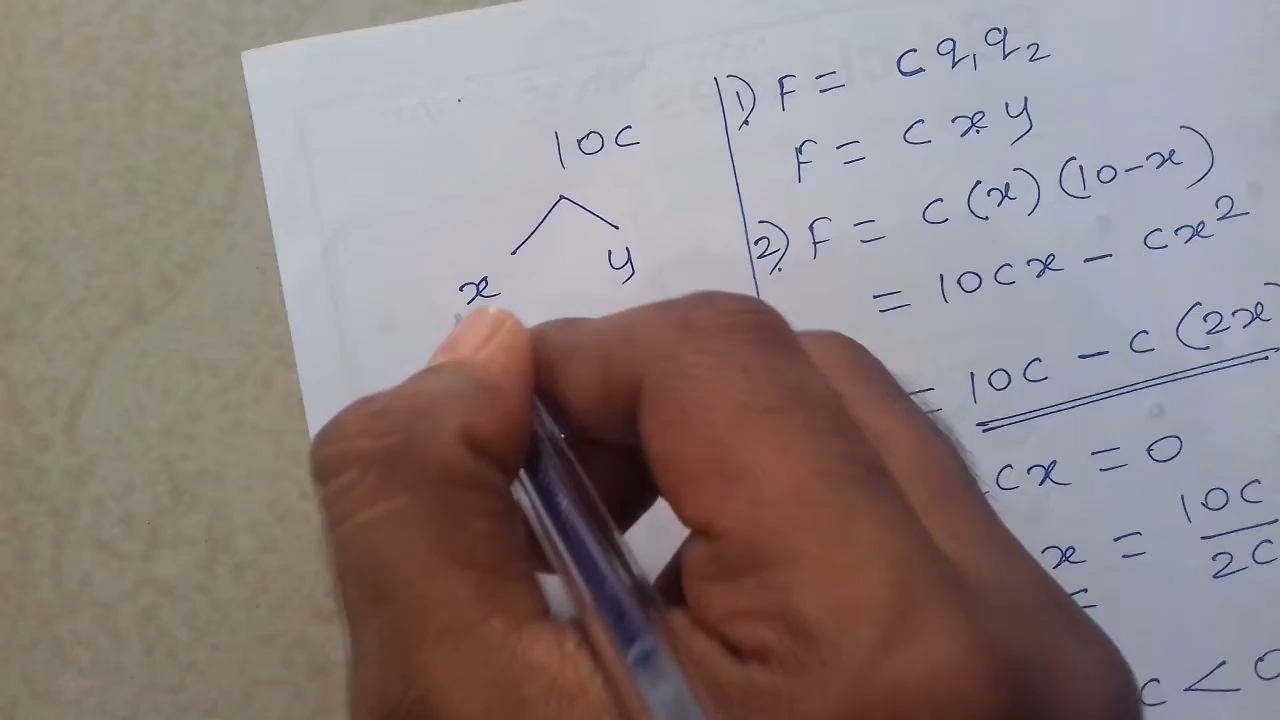 10C
x y
1) F = C q1 q2
F = C x y
2) F = C (x) (10-x)
= 10Cx - Cx²
= 10C - C (2x)
Cx = 0
x = 10C / 2C
=
C < 0